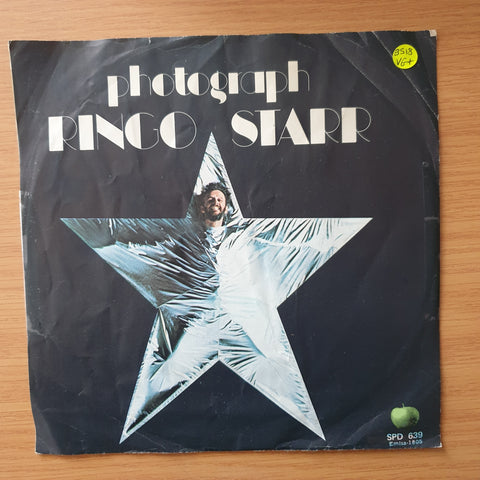 3518
VG+
photograph
RINGO STARR
SPD 639
Emisa-1805